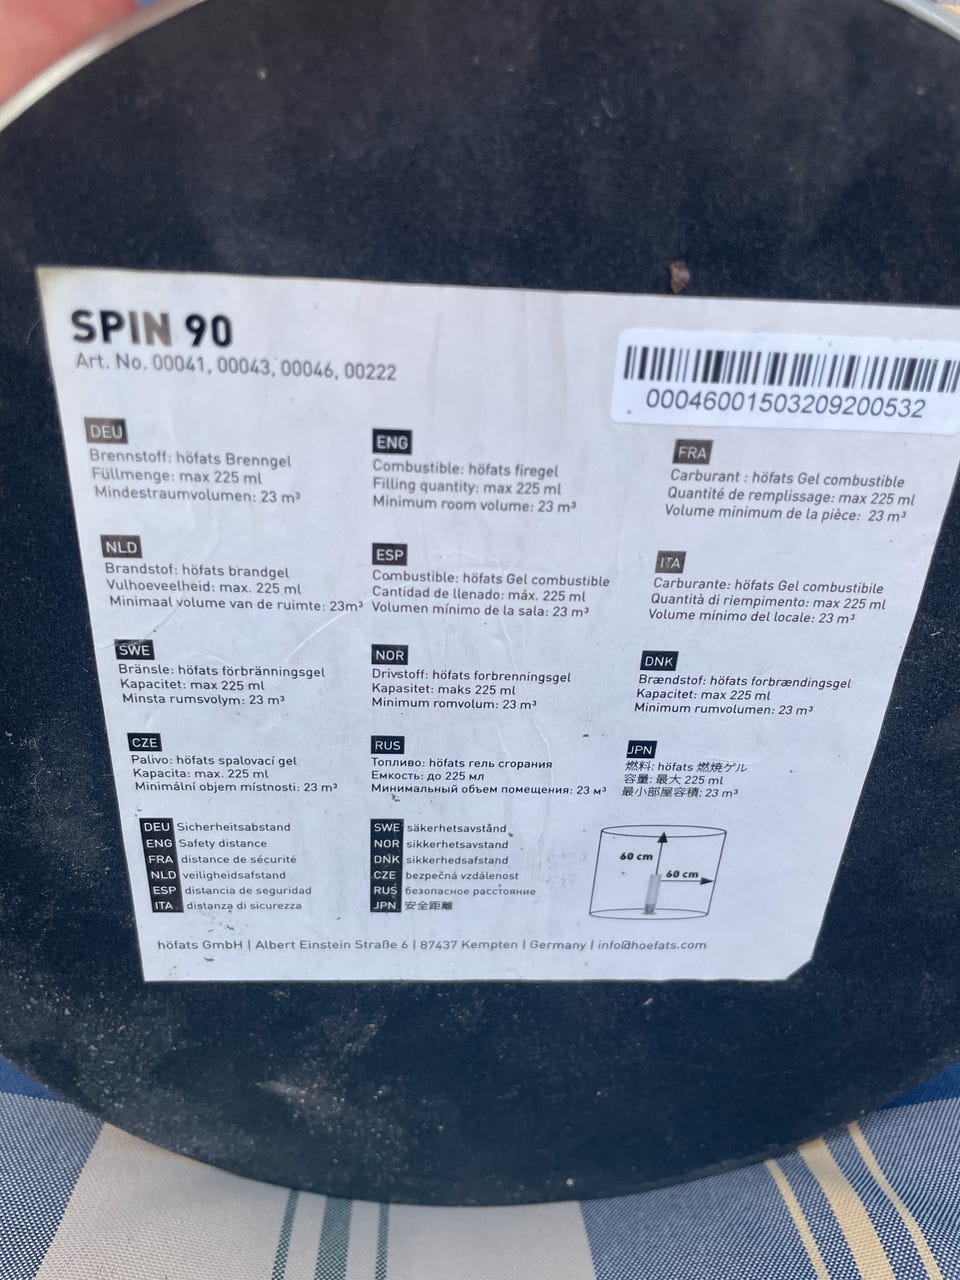 SPIN 90
Art. No. 00041, 00043, 00046, 00222
00046001503209200532
DEU
Brennstoff: höfats Brenngel
Füllmenge: max 225 ml
Mindestraumvolumen: 23 m³
ENG
Combustible: höfats firegel
Filling quantity: max 225 ml
Minimum room volume: 23 m³
FRA
Carburant : höfats Gel combustible
Quantité de remplissage: max 225 ml
Volume minimum de la pièce: 23 m³
NLD
Brandstof: höfats brandgel
Vulhoeveelheid: max. 225 ml
Minimaal volume van de ruimte: 23m³
ESP
Combustible: höfats Gel combustible
Cantidad de llenado: máx. 225 ml
Volumen mínimo de la sala: 23 m³
ITA
Carburante: höfats Gel combustibile
Quantità di riempimento: max 225 ml
Volume minimo del locale: 23 m³
SWE
Bränsle: höfats förbränningsgel
Kapacitet: max 225 ml
Minsta rumsvolym: 23 m³
NOR
Drivstoff: höfats forbrenningsgel
Kapasitet: maks 225 ml
Minimum romvolum: 23 m³
DNK
Brændstof: höfats forbrændingsgel
Kapacitet: max 225 ml
Minimum rumvolumen: 23 m³
CZE
Palivo: höfats spalovací gel
Kapacita: max. 225 ml
Minimální objem místnosti: 23 m³
RUS
Топливо: höfats гель сгорания
Емкость: до 225 мл
Минимальный объем помещения: 23 м³
JPN
燃料: höfats 燃焼ゲル
容量: 最大 225 ml
最小部屋容積: 23 m³
DEU Sicherheitsabstand
ENG Safety distance
FRA distance de sécurité
NLD veiligheidsafstand
ESP distancia de seguridad
ITA distanza di sicurezza
SWE säkerhetsavstånd
NOR sikkerhetsavstand
DNK sikkerhedsafstand
CZE bezpečná vzdálenost
RUS безопасное расстояние
JPN 安全距離
60 cm
60 cm
höfats GmbH | Albert Einstein Straße 6 | 87437 Kempten | Germany | info@hoefats.com